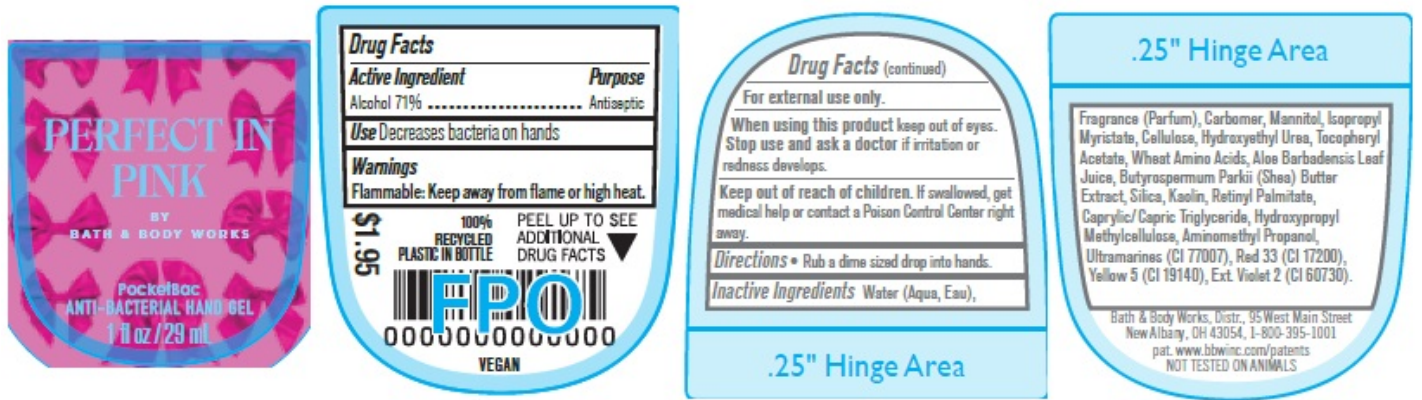 PERFECT IN
PINK
BY
BATH & BODY WORKS
PocketBac
ANTI-BACTERIAL HAND GEL
1 fl oz / 29 mL
Drug Facts
Active Ingredient Purpose
Alcohol 71% ........................ Antiseptic
Use Decreases bacteria on hands
Warnings
Flammable: Keep away from flame or high heat.
$1.95
100%
RECYCLED
PLASTIC IN BOTTLE
PEEL UP TO SEE
ADDITIONAL
DRUG FACTS ▼
FPO
00000000000000
VEGAN
Drug Facts (continued)
For external use only.
When using this product keep out of eyes.
Stop use and ask a doctor if irritation or
redness develops.
Keep out of reach of children. If swallowed, get
medical help or contact a Poison Control Center right
away.
Directions • Rub a dime sized drop into hands.
Inactive Ingredients Water (Aqua, Eau),
.25" Hinge Area
.25" Hinge Area
Fragrance (Parfum), Carbomer, Mannitol, Isopropyl
Myristate, Cellulose, Hydroxyethyl Urea, Tocopheryl
Acetate, Wheat Amino Acids, Aloe Barbadensis Leaf
Juice, Butyrospermum Parkii (Shea) Butter
Extract, Silica, Kaolin, Retinyl Palmitate,
Caprylic/Capric Triglyceride, Hydroxypropyl
Methylcellulose, Aminomethyl Propanol,
Ultramarines (CI 77007), Red 33 (CI 17200),
Yellow 5 (CI 19140), Ext. Violet 2 (CI 60730).
Bath & Body Works, Distr., 95 West Main Street
New Albany, OH 43054, 1-800-395-1001
pat. www.bbwinc.com/patents
NOT TESTED ON ANIMALS